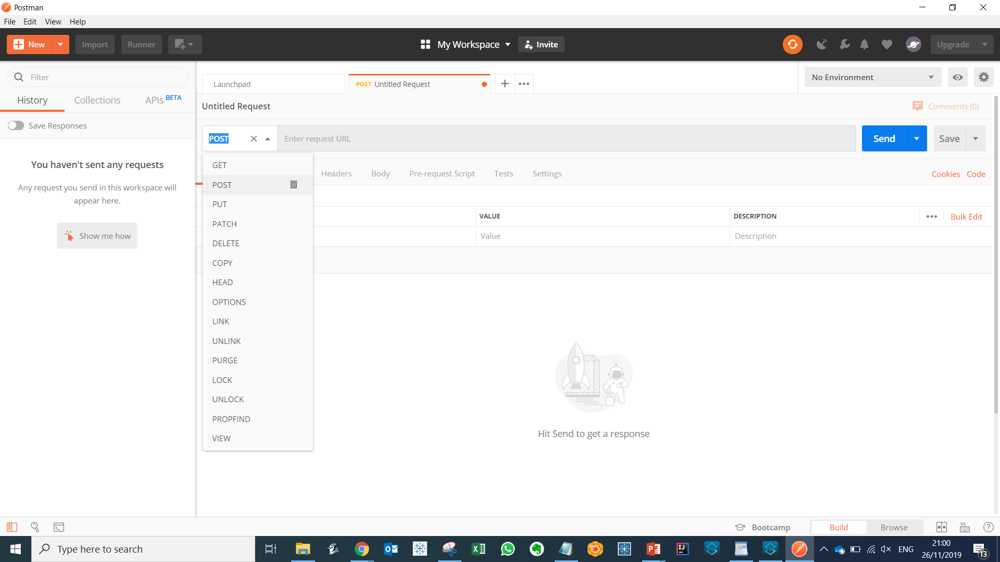 Postman
File Edit View Help
New Import Runner My Workspace Invite Upgrade
Filter
History Collections APIs BETA
Save Responses
You haven't sent any requests
Any request you send in this workspace will
appear here.
Show me how
Launchpad POST Untitled Request ••• No Environment
Untitled Request Comments (0)
POST Enter request URL Send Save
Headers Body Pre-request Script Tests Settings Cookies Code
VALUE DESCRIPTION ••• Bulk Edit
Value Description
GET
POST
PUT
PATCH
DELETE
COPY
HEAD
OPTIONS
LINK
UNLINK
PURGE
LOCK
UNLOCK
PROPFIND
VIEW
Hit Send to get a response
Bootcamp Build Browse
Type here to search
ENG
21:00
26/11/2019
13